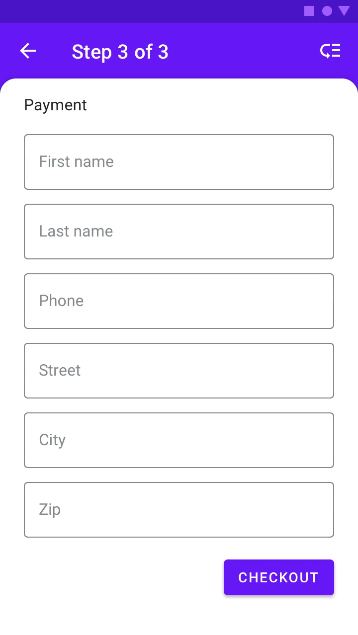 Step 3 of 3
Payment
First name
Last name
Phone
Street
City
Zip
CHECKOUT